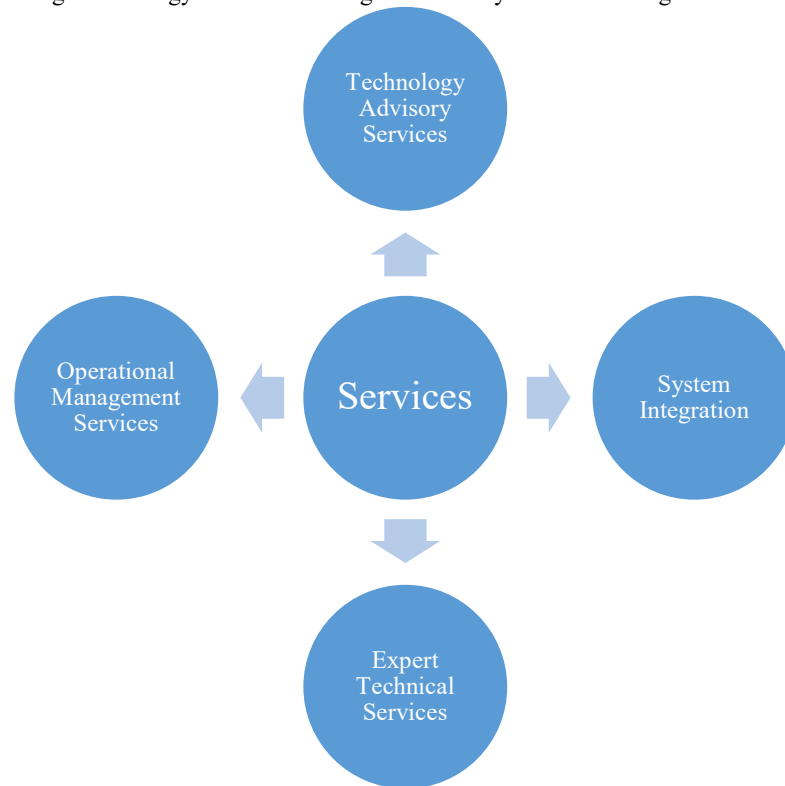 Technology
Advisory
Services
Operational
Management
Services
Services
System
Integration
Expert
Technical
Services